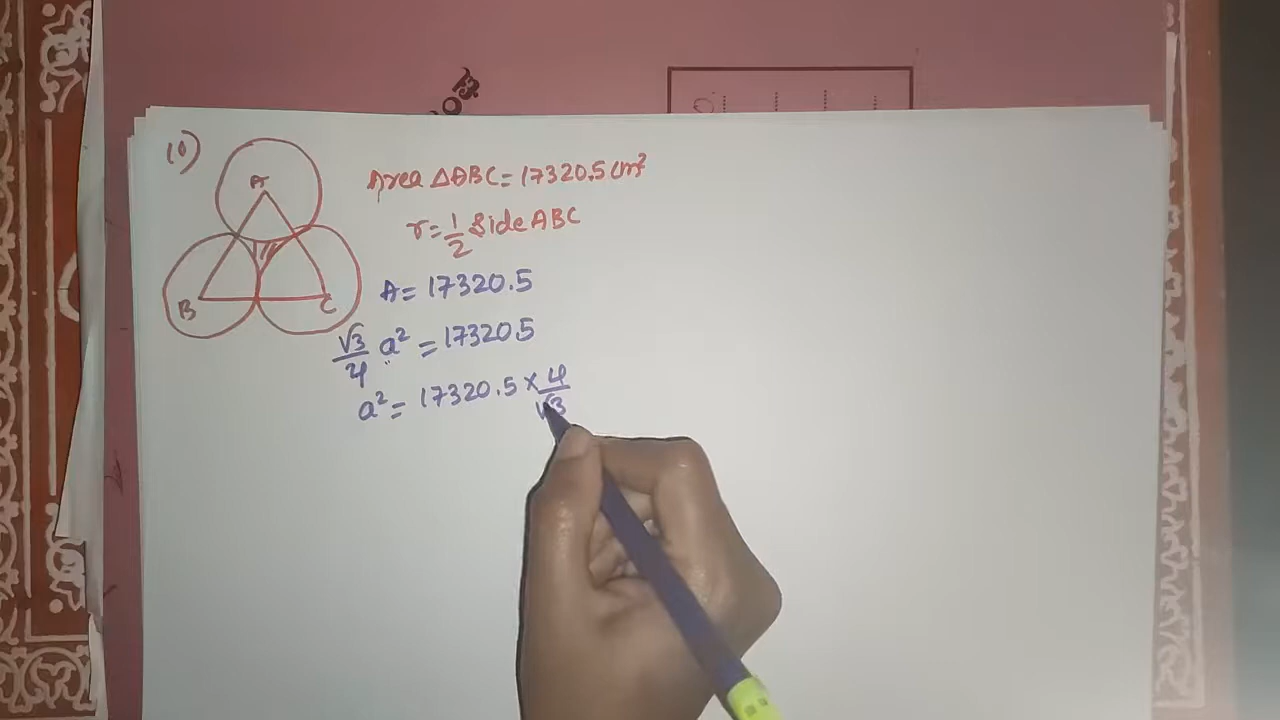 (1)
A
B
C
Area ΔABC = 17320.5 cm²
r = 1/2 Side ABC
A = 17320.5
√3/4 a² = 17320.5
a² = 17320.5 × 4/√3